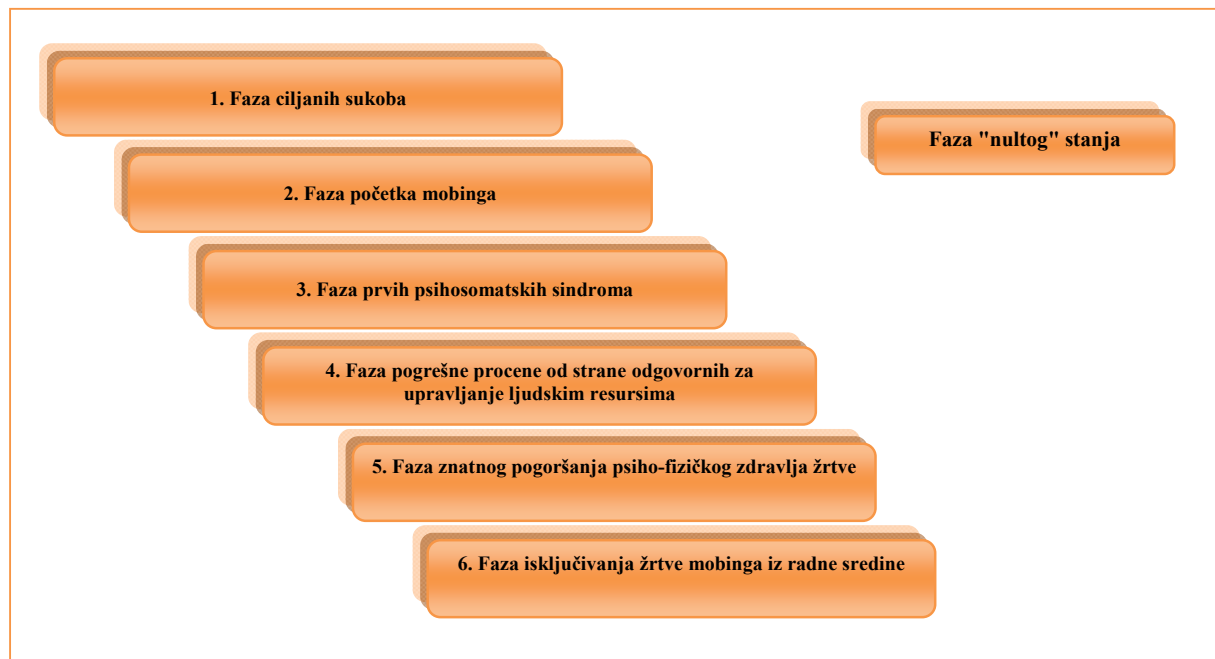 1. Faza ciljanih sukoba
Faza "nultog" stanja
2. Faza početka mobinga
3. Faza prvih psihosomatskih sindroma
4. Faza pogrešne procene od strane odgovornih za
upravljanje ljudskim resursima
5. Faza znatnog pogoršanja psiho-fizičkog zdravlja žrtve
6. Faza isključivanja žrtve mobinga iz radne sredine